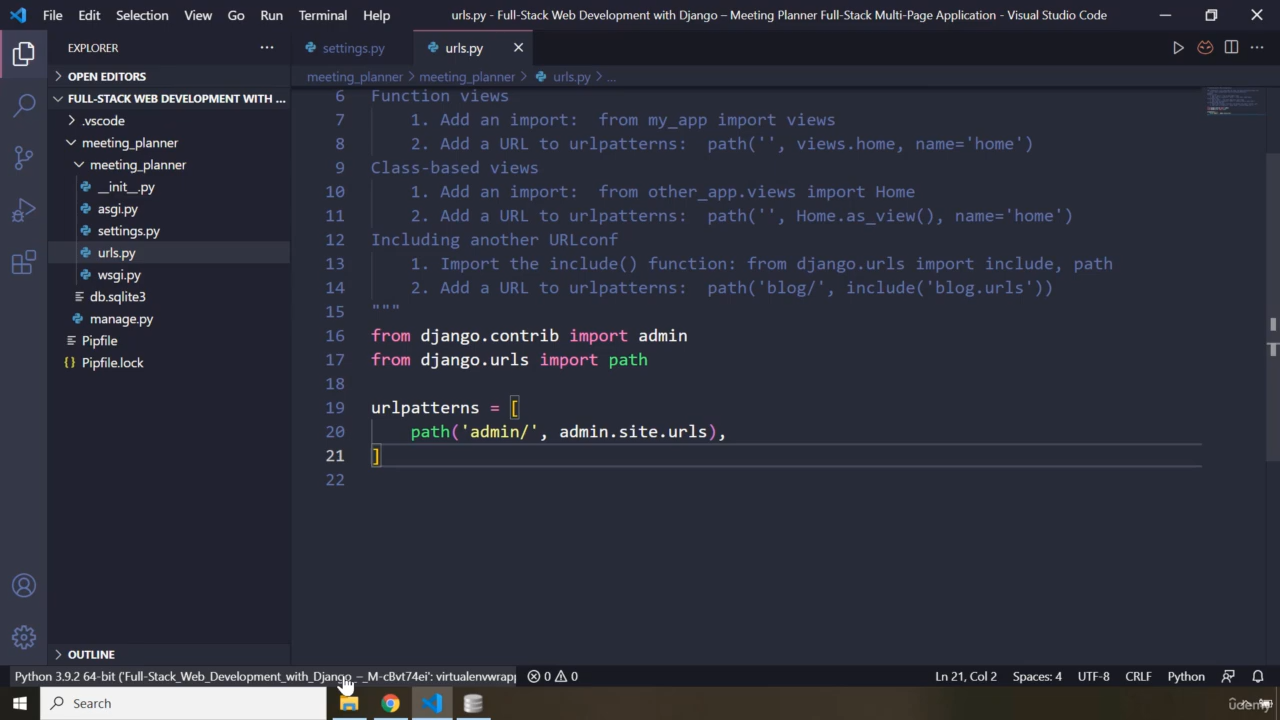 File Edit Selection View Go Run Terminal Help urls.py - Full-Stack Web Development with Django – Meeting Planner Full-Stack Multi-Page Application - Visual Studio Code
EXPLORER
settings.py urls.py
OPEN EDITORS
meeting_planner > meeting_planner > urls.py > ...
FULL-STACK WEB DEVELOPMENT WITH ...
.vscode
meeting_planner
meeting_planner
__init__.py
asgi.py
settings.py
urls.py
wsgi.py
db.sqlite3
manage.py
Pipfile
Pipfile.lock
OUTLINE
6 Function views
7 1. Add an import: from my_app import views
8 2. Add a URL to urlpatterns: path('', views.home, name='home')
9 Class-based views
10 1. Add an import: from other_app.views import Home
11 2. Add a URL to urlpatterns: path('', Home.as_view(), name='home')
12 Including another URLconf
13 1. Import the include() function: from django.urls import include, path
14 2. Add a URL to urlpatterns: path('blog/', include('blog.urls'))
15 """
16 from django.contrib import admin
17 from django.urls import path
18
19 urlpatterns = [
20 path('admin/', admin.site.urls),
21 ]
22
Python 3.9.2 64-bit ('Full-Stack_Web_Development_with_Django_–_M-cBvt74ei': virtualenvwrapp 0 0 Ln 21, Col 2 Spaces: 4 UTF-8 CRLF Python
Search
udemy